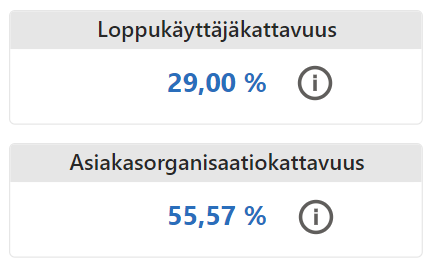 Loppukäyttäjäkattavuus
29,00 %
Asiakasorganisaatiokattavuus
55,57 %